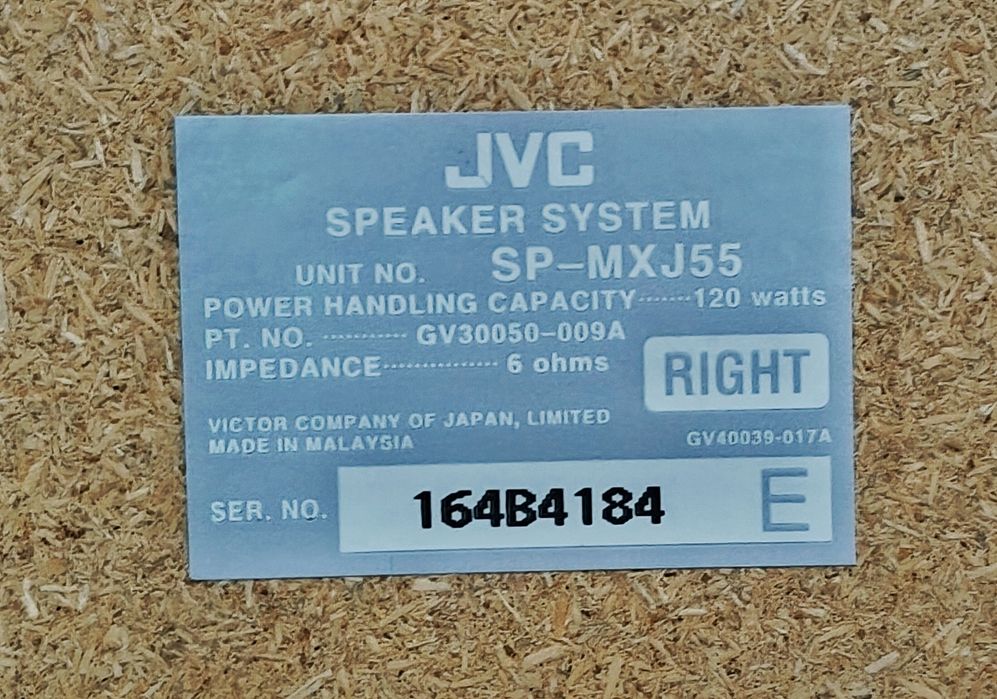 JVC
SPEAKER SYSTEM
UNIT NO. SP-MXJ55
POWER HANDLING CAPACITY·······120 watts
PT. NO. ··········· GV30050-009A
IMPEDANCE··············· 6 ohms
RIGHT
VICTOR COMPANY OF JAPAN, LIMITED
MADE IN MALAYSIA
GV40039-017A
SER. NO. 164B4184 E